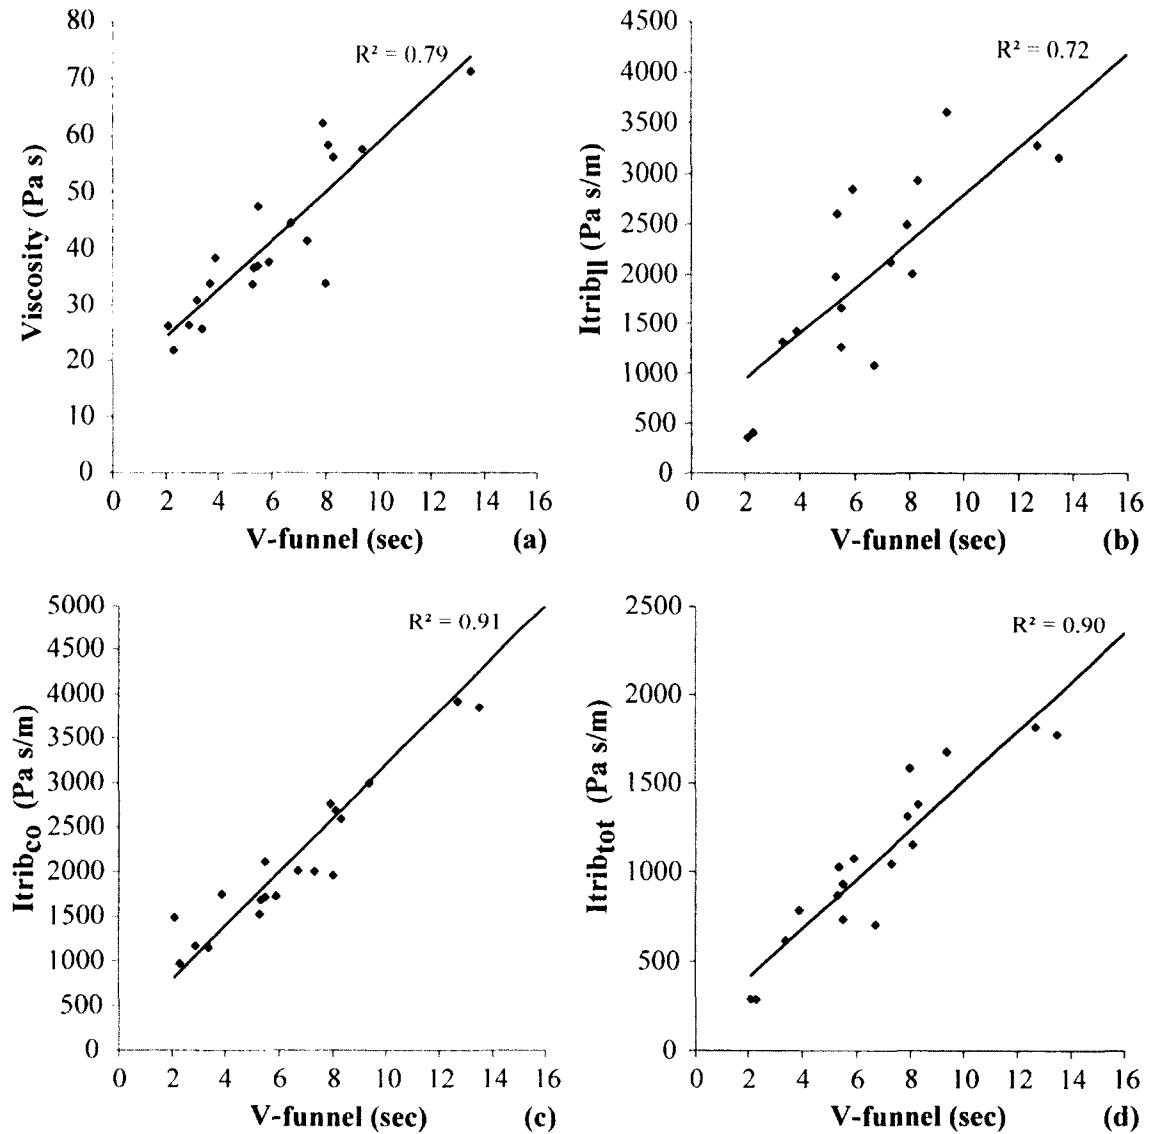 80
70
60
50
40
30
20
10
0
Viscosity (Pa s)
R² = 0.79
0 2 4 6 8 10 12 14 16
V-funnel (sec) (a)
4500
4000
3500
3000
2500
2000
1500
1000
500
0
Itrib_ll (Pa s/m)
R² = 0.72
0 2 4 6 8 10 12 14 16
V-funnel (sec) (b)
5000
4500
4000
3500
3000
2500
2000
1500
1000
500
0
Itrib_co (Pa s/m)
R² = 0.91
0 2 4 6 8 10 12 14 16
V-funnel (sec) (c)
2500
2000
1500
1000
500
0
Itrib_tot (Pa s/m)
R² = 0.90
0 2 4 6 8 10 12 14 16
V-funnel (sec) (d)